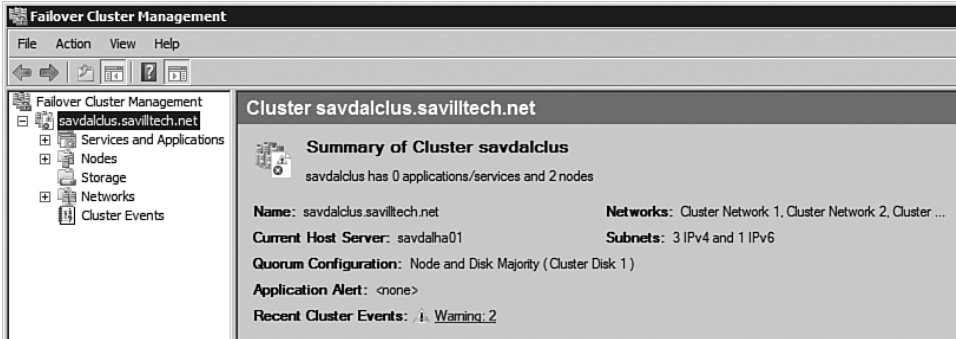 Failover Cluster Management
File Action View Help
Failover Cluster Management
savdalclus.savilltech.net
Services and Applications
Nodes
Storage
Networks
Cluster Events
Cluster savdalclus.savilltech.net
Summary of Cluster savdalclus
savdalclus has 0 applications/services and 2 nodes
Name: savdalclus.savilltech.net
Networks: Cluster Network 1, Cluster Network 2, Cluster ...
Current Host Server: savdalha01
Subnets: 3 IPv4 and 1 IPv6
Quorum Configuration: Node and Disk Majority (Cluster Disk 1)
Application Alert: <none>
Recent Cluster Events: Warning: 2